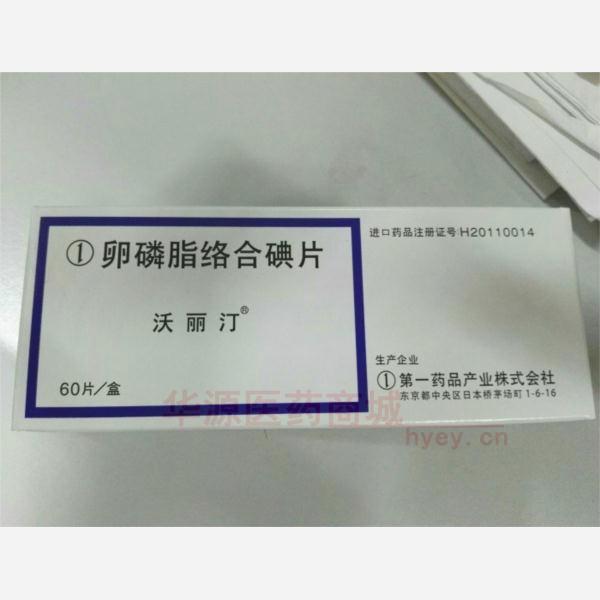 进口药品注册证号:H20110014
①卵磷脂络合碘片
沃丽汀®
60片/盒
生产企业
①第一药品产业株式会社
东京都中央区日本桥茅场町1-6-16
华源医药商城
hyey.cn